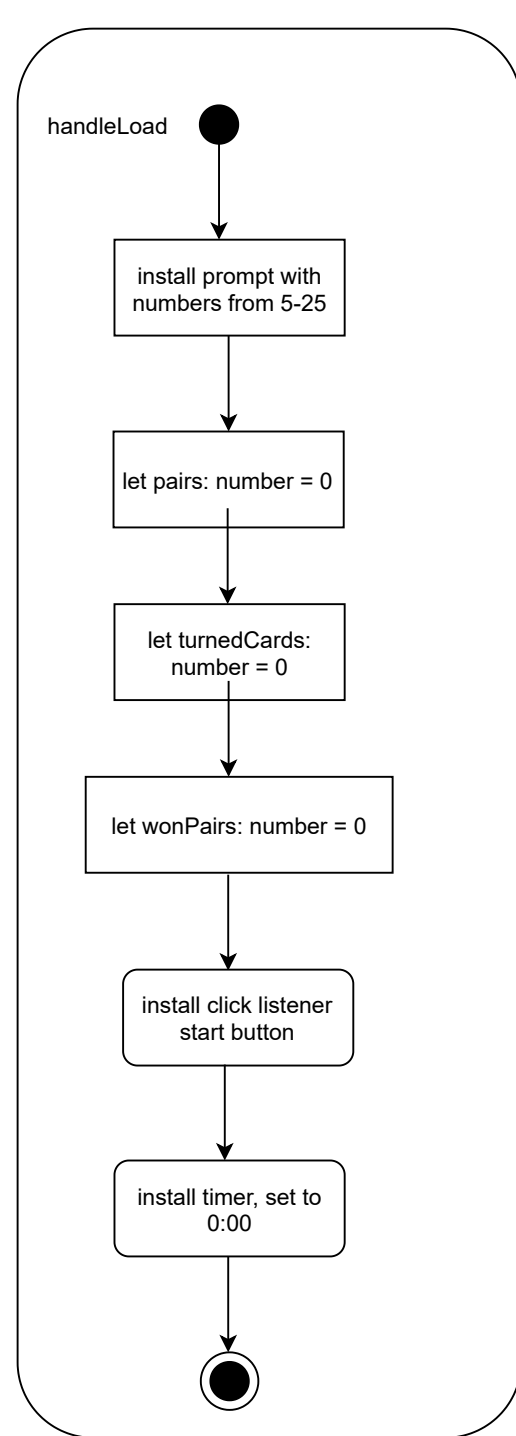 handleLoad
install prompt with
numbers from 5-25
let pairs: number = 0
let turnedCards:
number = 0
let wonPairs: number = 0
install click listener
start button
install timer, set to
0:00